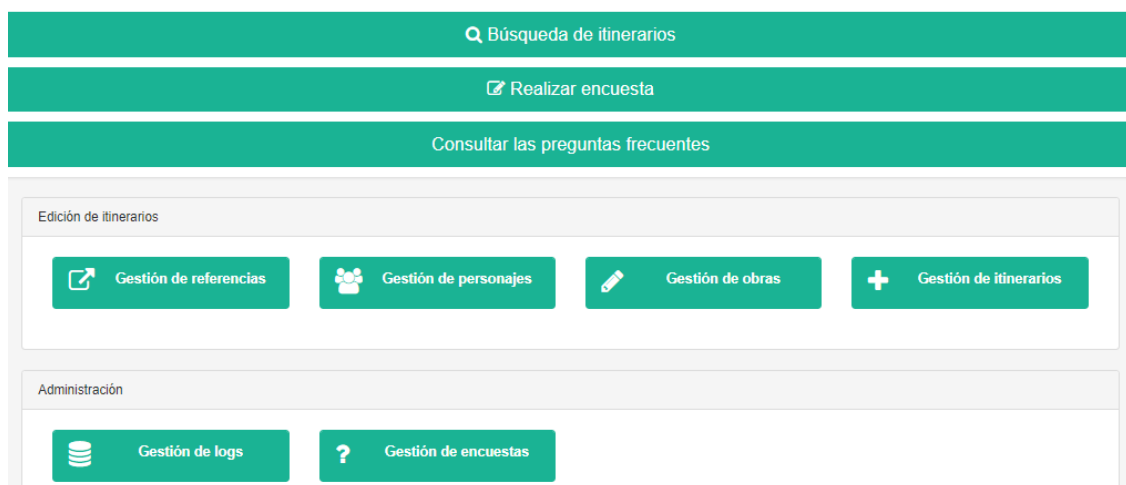 Búsqueda de itinerarios
Realizar encuesta
Consultar las preguntas frecuentes
Edición de itinerarios
Gestión de referencias
Gestión de personajes
Gestión de obras
Gestión de itinerarios
Administración
Gestión de logs
Gestión de encuestas